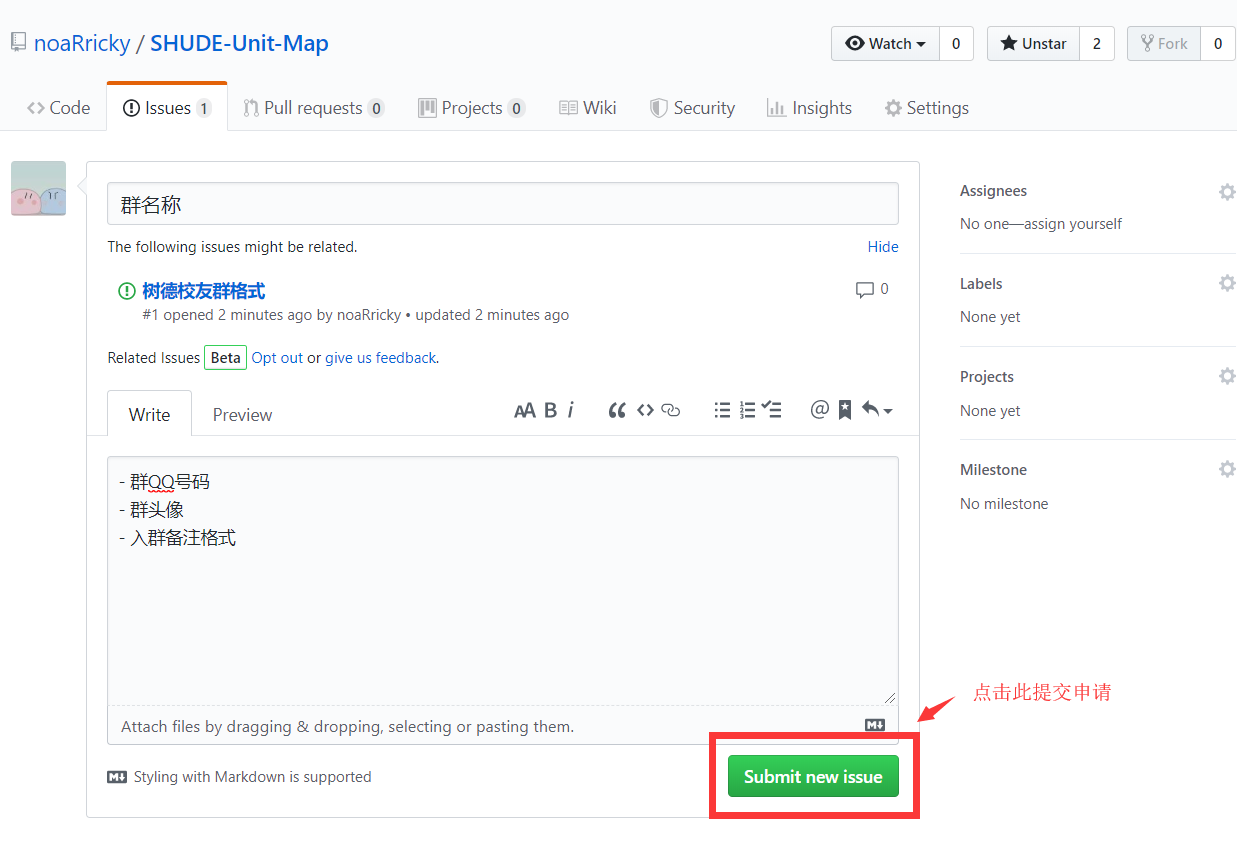 noaRricky / SHUDE-Unit-Map
Watch 0 Unstar 2 Fork 0
Code Issues 1 Pull requests 0 Projects 0 Wiki Security Insights Settings
群名称
The following issues might be related. Hide
树德校友群格式 0
#1 opened 2 minutes ago by noaRricky • updated 2 minutes ago
Related Issues Beta Opt out or give us feedback.
Write Preview
- 群QQ号码
- 群头像
- 入群备注格式
Attach files by dragging & dropping, selecting or pasting them.
Styling with Markdown is supported
Submit new issue
点击此提交申请
Assignees
No one—assign yourself
Labels
None yet
Projects
None yet
Milestone
No milestone